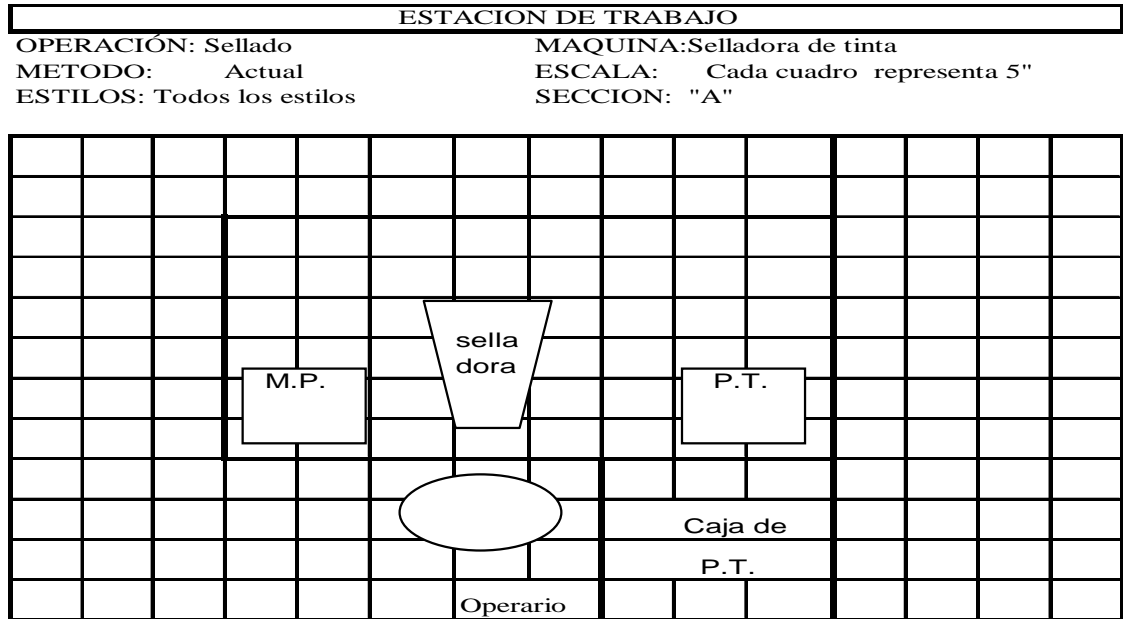 ESTACION DE TRABAJO
OPERACIÓN: Sellado MAQUINA:Selladora de tinta
METODO: Actual ESCALA: Cada cuadro representa 5"
ESTILOS: Todos los estilos SECCION: "A"
sella
dora
M.P. P.T.
Caja de
P.T.
Operario